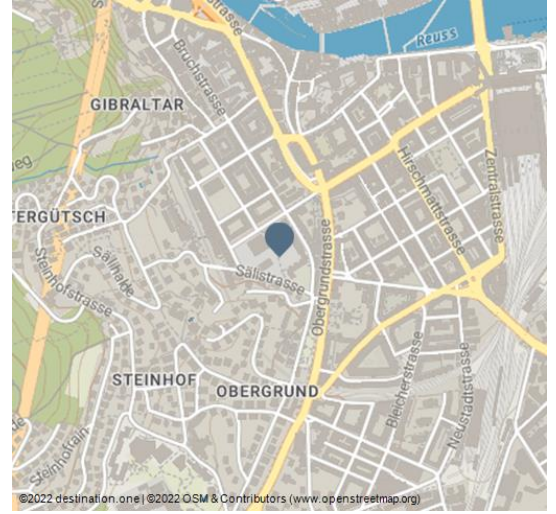 Reuss
Bruchstrasse
GIBRALTAR
Hirschmattstrasse
Zentralstrasse
TERGÜTSCH
Sälihalde
Steinhofstrasse
Sälistrasse
Obergrundstrasse
STEINHOF
OBERGRUND
Bleicherstrasse
Neustadtstrasse
Steinhofrain
©2022 destination.one | ©2022 OSM & Contributors (www.openstreetmap.org)